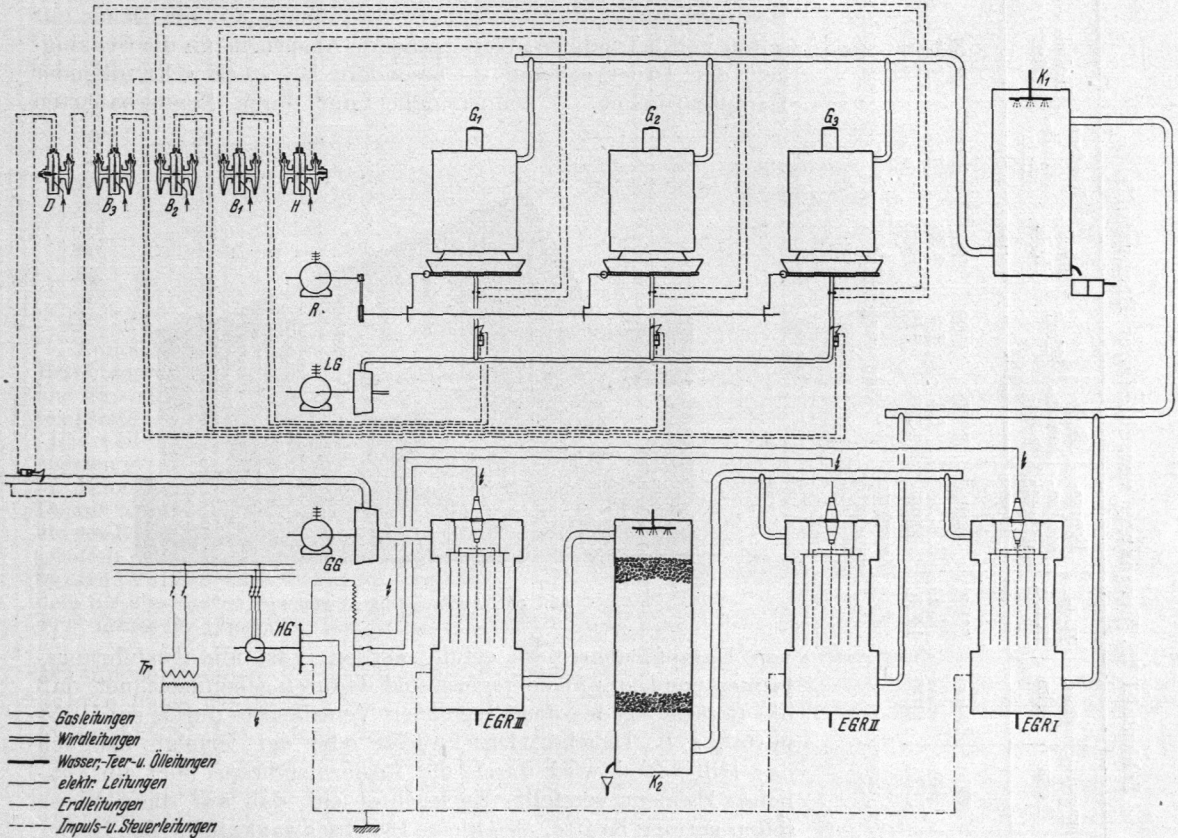 K1
G1 G2 G3
D B3 B2 B1 H
R.
LG
GG
HG
Tr
EGR III EGR II EGR I
K2
Gasleitungen
Windleitungen
Wasser,-Teer-u. Ölleitungen
elektr. Leitungen
Erdleitungen
Impuls-u. Steuerleitungen